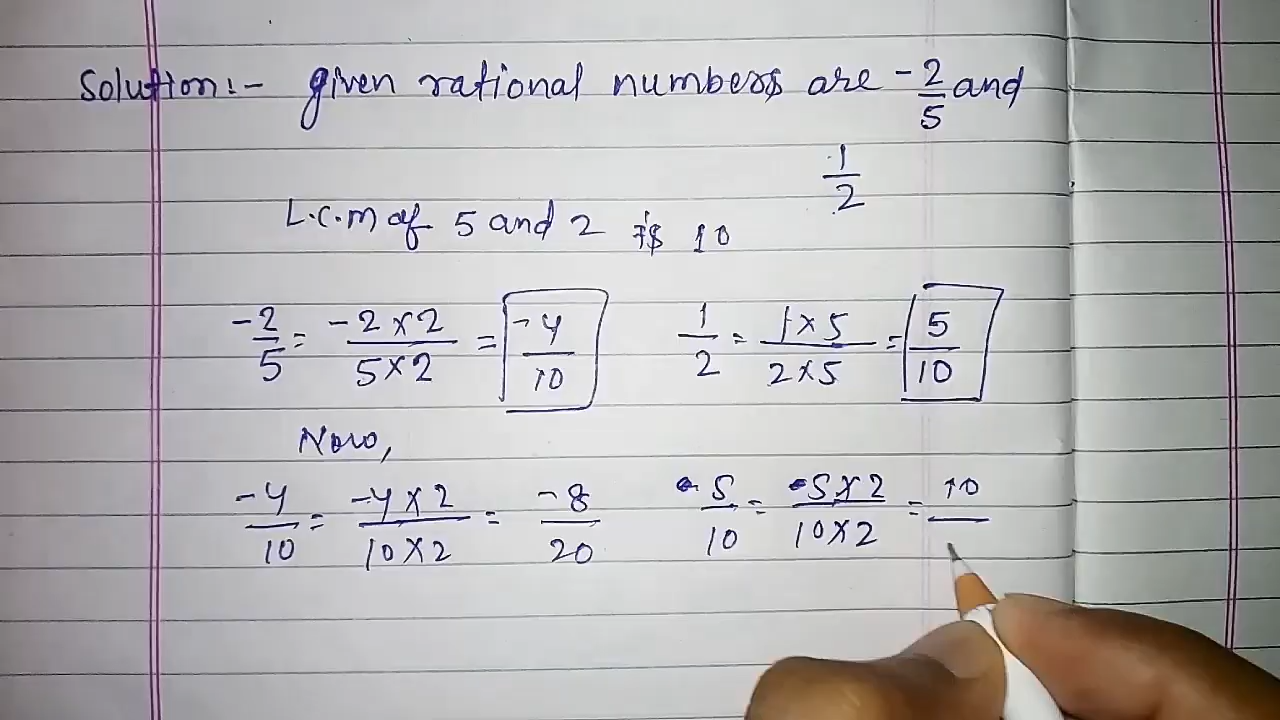 Solution:- given rational numbers are -2/5 and
1/2
L.C.M of 5 and 2 is 10
-2/5 = -2×2/5×2 = -4/10 1/2 = 1×5/2×5 = 5/10
Now,
-4/10 = -4×2/10×2 = -8/20 5/10 = 5×2/10×2 = 10/